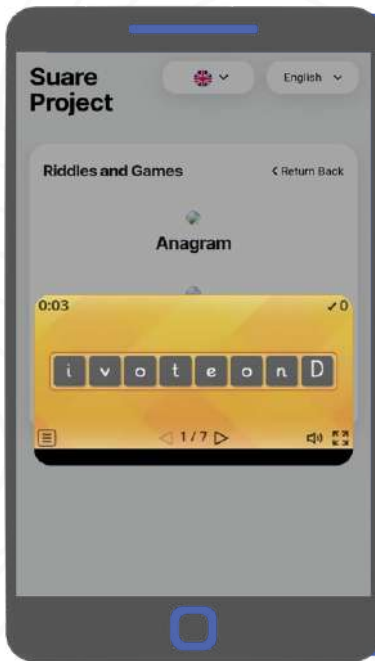 Suare
Project
English
Riddles and Games
Return Back
Anagram
0:03
✓0
i v o t e o n D
1/7